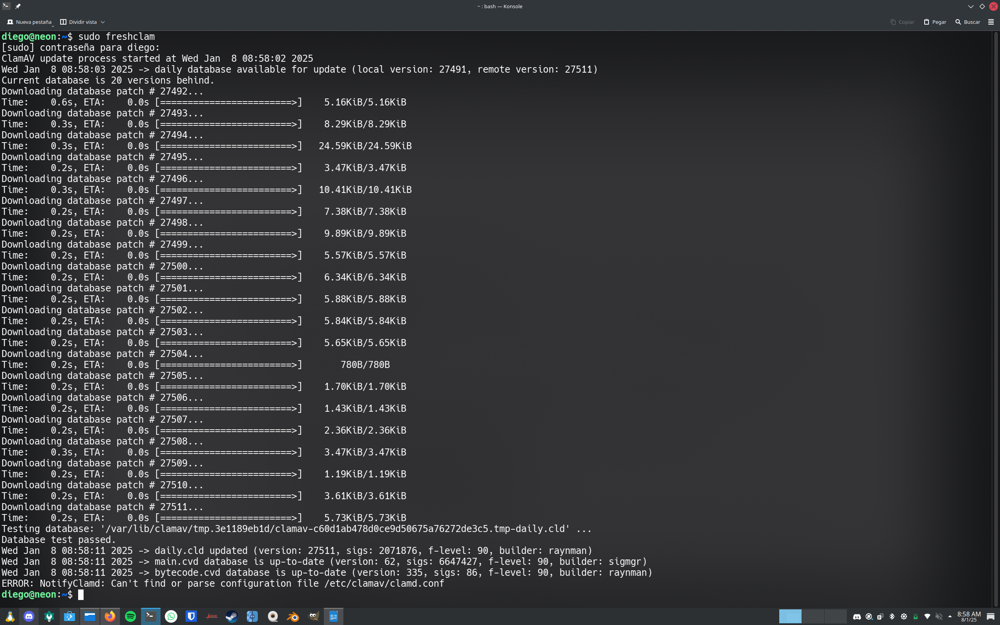 ~ : bash — Konsole
Nueva pestaña Dividir vista Copiar Pegar Buscar
diego@neon:~$ sudo freshclam
[sudo] contraseña para diego:
ClamAV update process started at Wed Jan  8 08:58:02 2025
Wed Jan  8 08:58:03 2025 -> daily database available for update (local version: 27491, remote version: 27511)
Current database is 20 versions behind.
Downloading database patch # 27492...
Time:    0.6s, ETA:    0.0s [========================>]    5.16KiB/5.16KiB
Downloading database patch # 27493...
Time:    0.3s, ETA:    0.0s [========================>]    8.29KiB/8.29KiB
Downloading database patch # 27494...
Time:    0.3s, ETA:    0.0s [========================>]   24.59KiB/24.59KiB
Downloading database patch # 27495...
Time:    0.2s, ETA:    0.0s [========================>]    3.47KiB/3.47KiB
Downloading database patch # 27496...
Time:    0.3s, ETA:    0.0s [========================>]   10.41KiB/10.41KiB
Downloading database patch # 27497...
Time:    0.2s, ETA:    0.0s [========================>]    7.38KiB/7.38KiB
Downloading database patch # 27498...
Time:    0.2s, ETA:    0.0s [========================>]    9.89KiB/9.89KiB
Downloading database patch # 27499...
Time:    0.2s, ETA:    0.0s [========================>]    5.57KiB/5.57KiB
Downloading database patch # 27500...
Time:    0.2s, ETA:    0.0s [========================>]    6.34KiB/6.34KiB
Downloading database patch # 27501...
Time:    0.2s, ETA:    0.0s [========================>]    5.88KiB/5.88KiB
Downloading database patch # 27502...
Time:    0.2s, ETA:    0.0s [========================>]    5.84KiB/5.84KiB
Downloading database patch # 27503...
Time:    0.2s, ETA:    0.0s [========================>]    5.65KiB/5.65KiB
Downloading database patch # 27504...
Time:    0.2s, ETA:    0.0s [========================>]       780B/780B
Downloading database patch # 27505...
Time:    0.2s, ETA:    0.0s [========================>]    1.70KiB/1.70KiB
Downloading database patch # 27506...
Time:    0.2s, ETA:    0.0s [========================>]    1.43KiB/1.43KiB
Downloading database patch # 27507...
Time:    0.2s, ETA:    0.0s [========================>]    2.36KiB/2.36KiB
Downloading database patch # 27508...
Time:    0.3s, ETA:    0.0s [========================>]    3.47KiB/3.47KiB
Downloading database patch # 27509...
Time:    0.2s, ETA:    0.0s [========================>]    1.19KiB/1.19KiB
Downloading database patch # 27510...
Time:    0.2s, ETA:    0.0s [========================>]    3.61KiB/3.61KiB
Downloading database patch # 27511...
Time:    0.2s, ETA:    0.0s [========================>]    5.73KiB/5.73KiB
Testing database: '/var/lib/clamav/tmp.3e1189eb1d/clamav-c60d1ab478d0ce9d50675a76272de3c5.tmp-daily.cld' ...
Database test passed.
Wed Jan  8 08:58:11 2025 -> daily.cld updated (version: 27511, sigs: 2071876, f-level: 90, builder: raynman)
Wed Jan  8 08:58:11 2025 -> main.cvd database is up-to-date (version: 62, sigs: 6647427, f-level: 90, builder: sigmgr)
Wed Jan  8 08:58:11 2025 -> bytecode.cvd database is up-to-date (version: 335, sigs: 86, f-level: 90, builder: raynman)
ERROR: NotifyClamd: Can't find or parse configuration file /etc/clamav/clamd.conf
diego@neon:~$
CKAN
8:58 AM
8/1/25